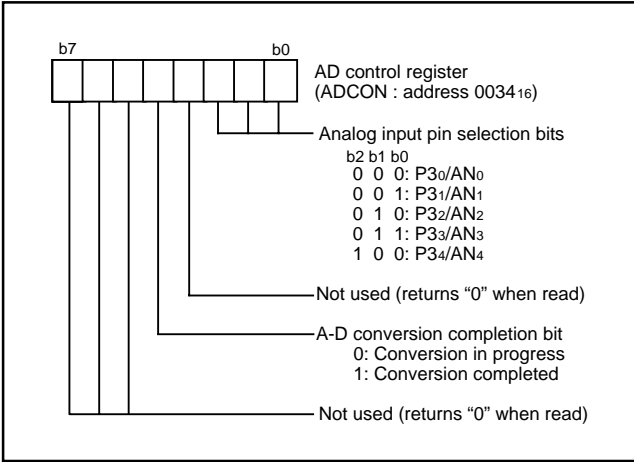 b7 b0
AD control register
(ADCON : address 003416)
Analog input pin selection bits
b2 b1 b0
0 0 0: P30/AN0
0 0 1: P31/AN1
0 1 0: P32/AN2
0 1 1: P33/AN3
1 0 0: P34/AN4
Not used (returns “0” when read)
A-D conversion completion bit
0: Conversion in progress
1: Conversion completed
Not used (returns “0” when read)